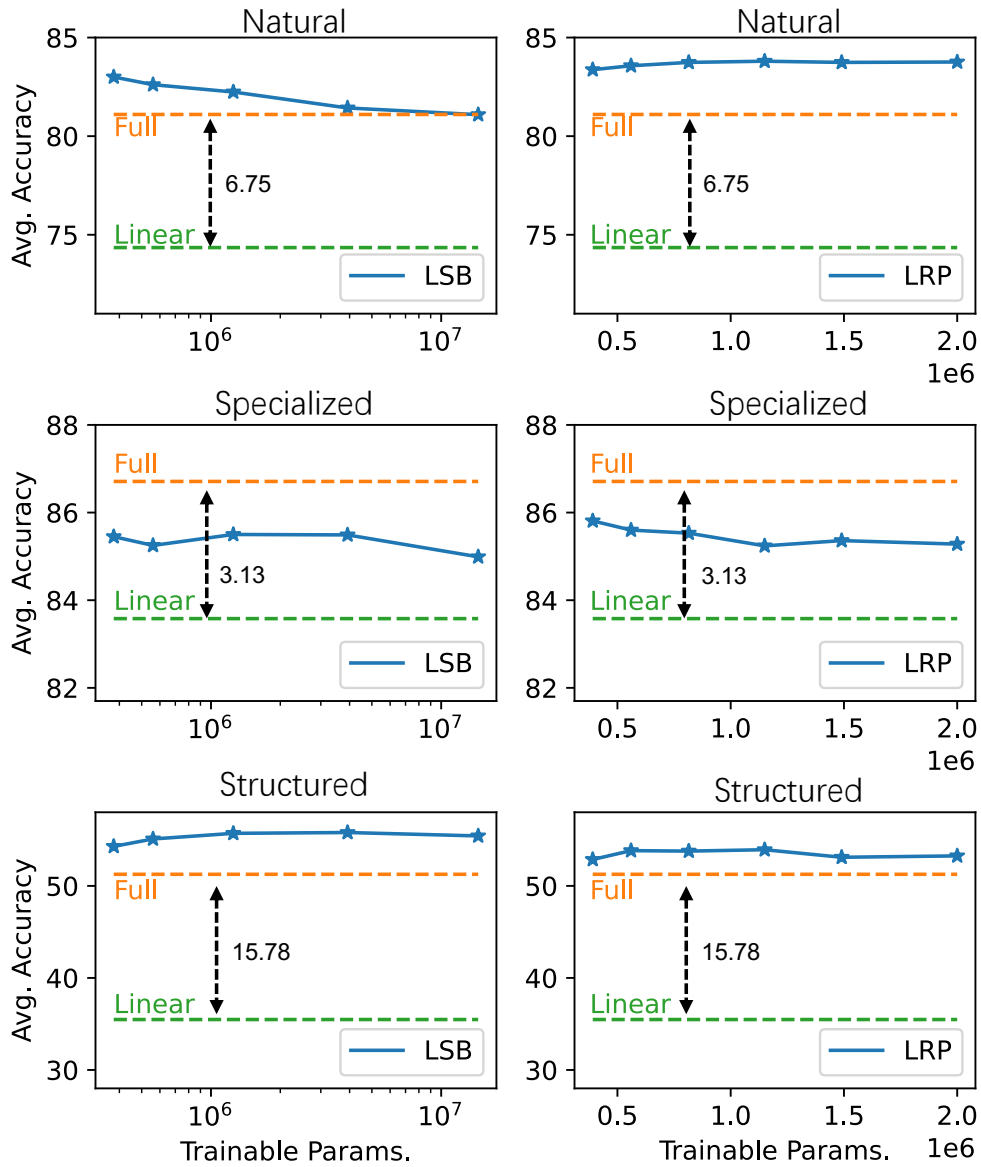 Natural
Natural
85
80
75
Avg. Accuracy
Full
6.75
Linear
LSB
10^6
10^7
85
80
75
Full
6.75
Linear
LRP
0.5
1.0
1.5
2.0
1e6
Specialized
Specialized
88
86
84
82
Avg. Accuracy
Full
3.13
Linear
LSB
10^6
10^7
88
86
84
82
Full
3.13
Linear
LRP
0.5
1.0
1.5
2.0
1e6
Structured
Structured
50
40
30
Avg. Accuracy
Full
15.78
Linear
LSB
10^6
10^7
Trainable Params.
50
40
30
Full
15.78
Linear
LRP
0.5
1.0
1.5
2.0
1e6
Trainable Params.